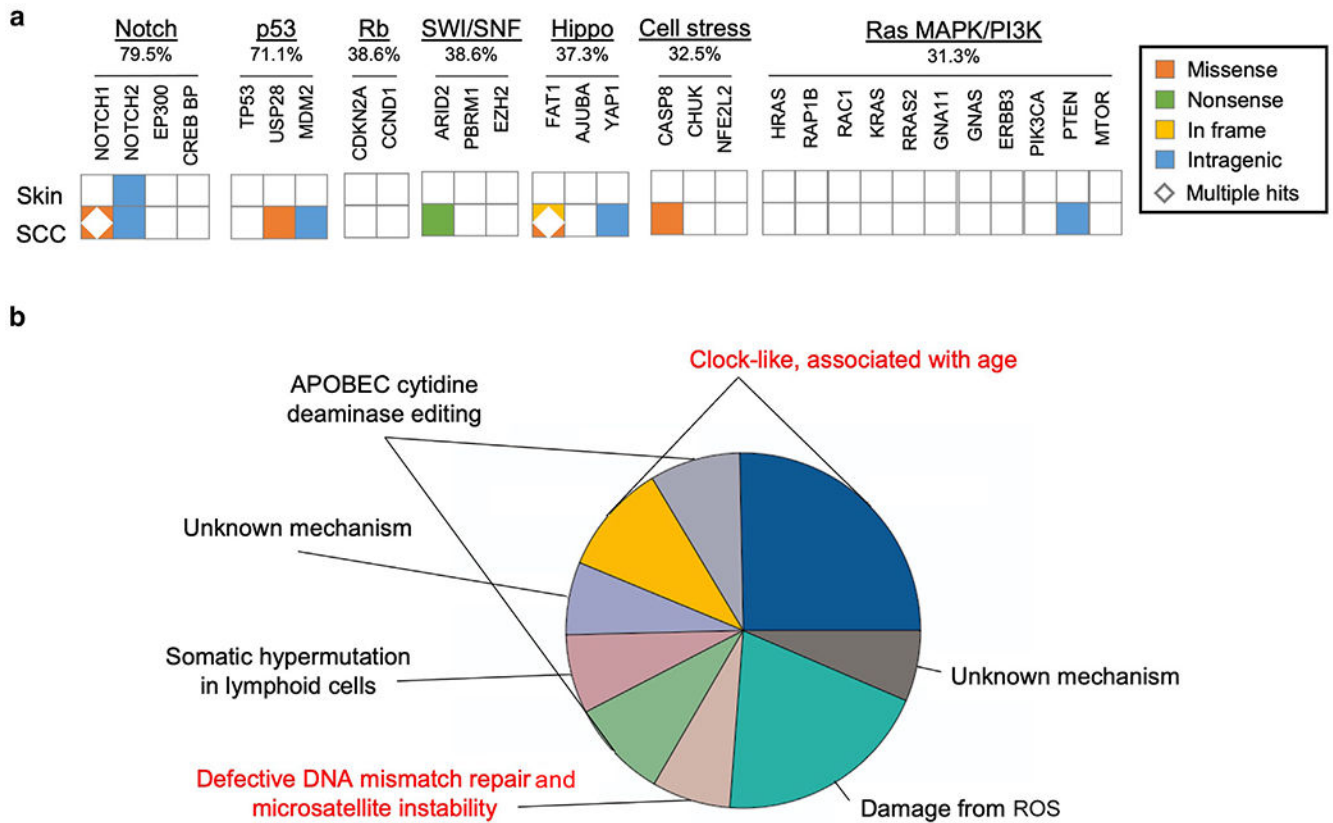 a
Notch
79.5%
p53
71.1%
Rb
38.6%
SWI/SNF
38.6%
Hippo
37.3%
Cell stress
32.5%
Ras MAPK/PI3K
31.3%
NOTCH1
NOTCH2
EP300
CREB BP
TP53
USP28
MDM2
CDKN2A
CCND1
ARID2
PBRM1
EZH2
FAT1
AJUBA
YAP1
CASP8
CHUK
NFE2L2
HRAS
RAP1B
RAC1
KRAS
RRAS2
GNA11
GNAS
ERBB3
PIK3CA
PTEN
MTOR
Missense
Nonsense
In frame
Intragenic
Multiple hits
Skin
SCC
b
Clock-like, associated with age
APOBEC cytidine
deaminase editing
Unknown mechanism
Somatic hypermutation
in lymphoid cells
Unknown mechanism
Defective DNA mismatch repair and
microsatellite instability
Damage from ROS